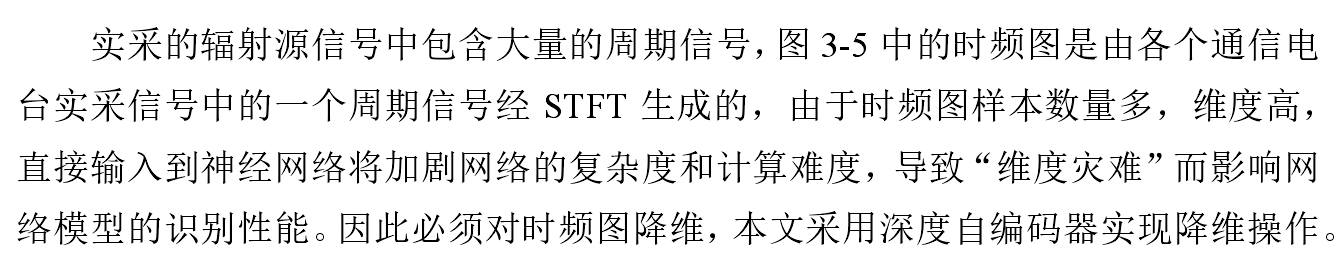 实采的辐射源信号中包含大量的周期信号，图 3-5 中的时频图是由各个通信电
台实采信号中的一个周期信号经 STFT 生成的，由于时频图样本数量多，维度高，
直接输入到神经网络将加剧网络的复杂度和计算难度，导致“维度灾难”而影响网
络模型的识别性能。因此必须对时频图降维，本文采用深度自编码器实现降维操作。